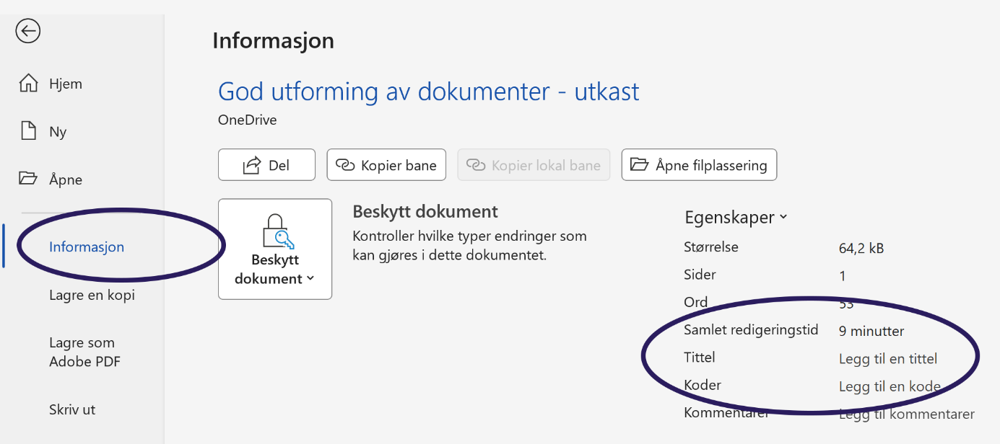 Informasjon
God utforming av dokumenter - utkast
OneDrive
Hjem
Ny
Åpne
Informasjon
Lagre en kopi
Lagre som
Adobe PDF
Skriv ut
Del
Kopier bane
Kopier lokal bane
Åpne filplassering
Beskytt
dokument
Beskytt dokument
Kontroller hvilke typer endringer som
kan gjøres i dette dokumentet.
Egenskaper
Størrelse 64,2 kB
Sider 1
Ord 53
Samlet redigeringstid 9 minutter
Tittel Legg til en tittel
Koder Legg til en kode
Kommentarer Legg til kommentarer